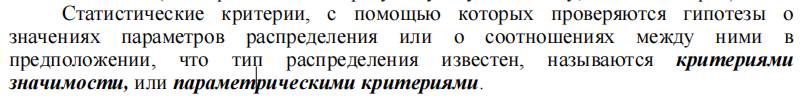 Статистические критерии, с помощью которых проверяются гипотезы о
значениях параметров распределения или о соотношениях между ними в
предположении, что тип распределения известен, называются критериями
значимости, или параметрическими критериями.